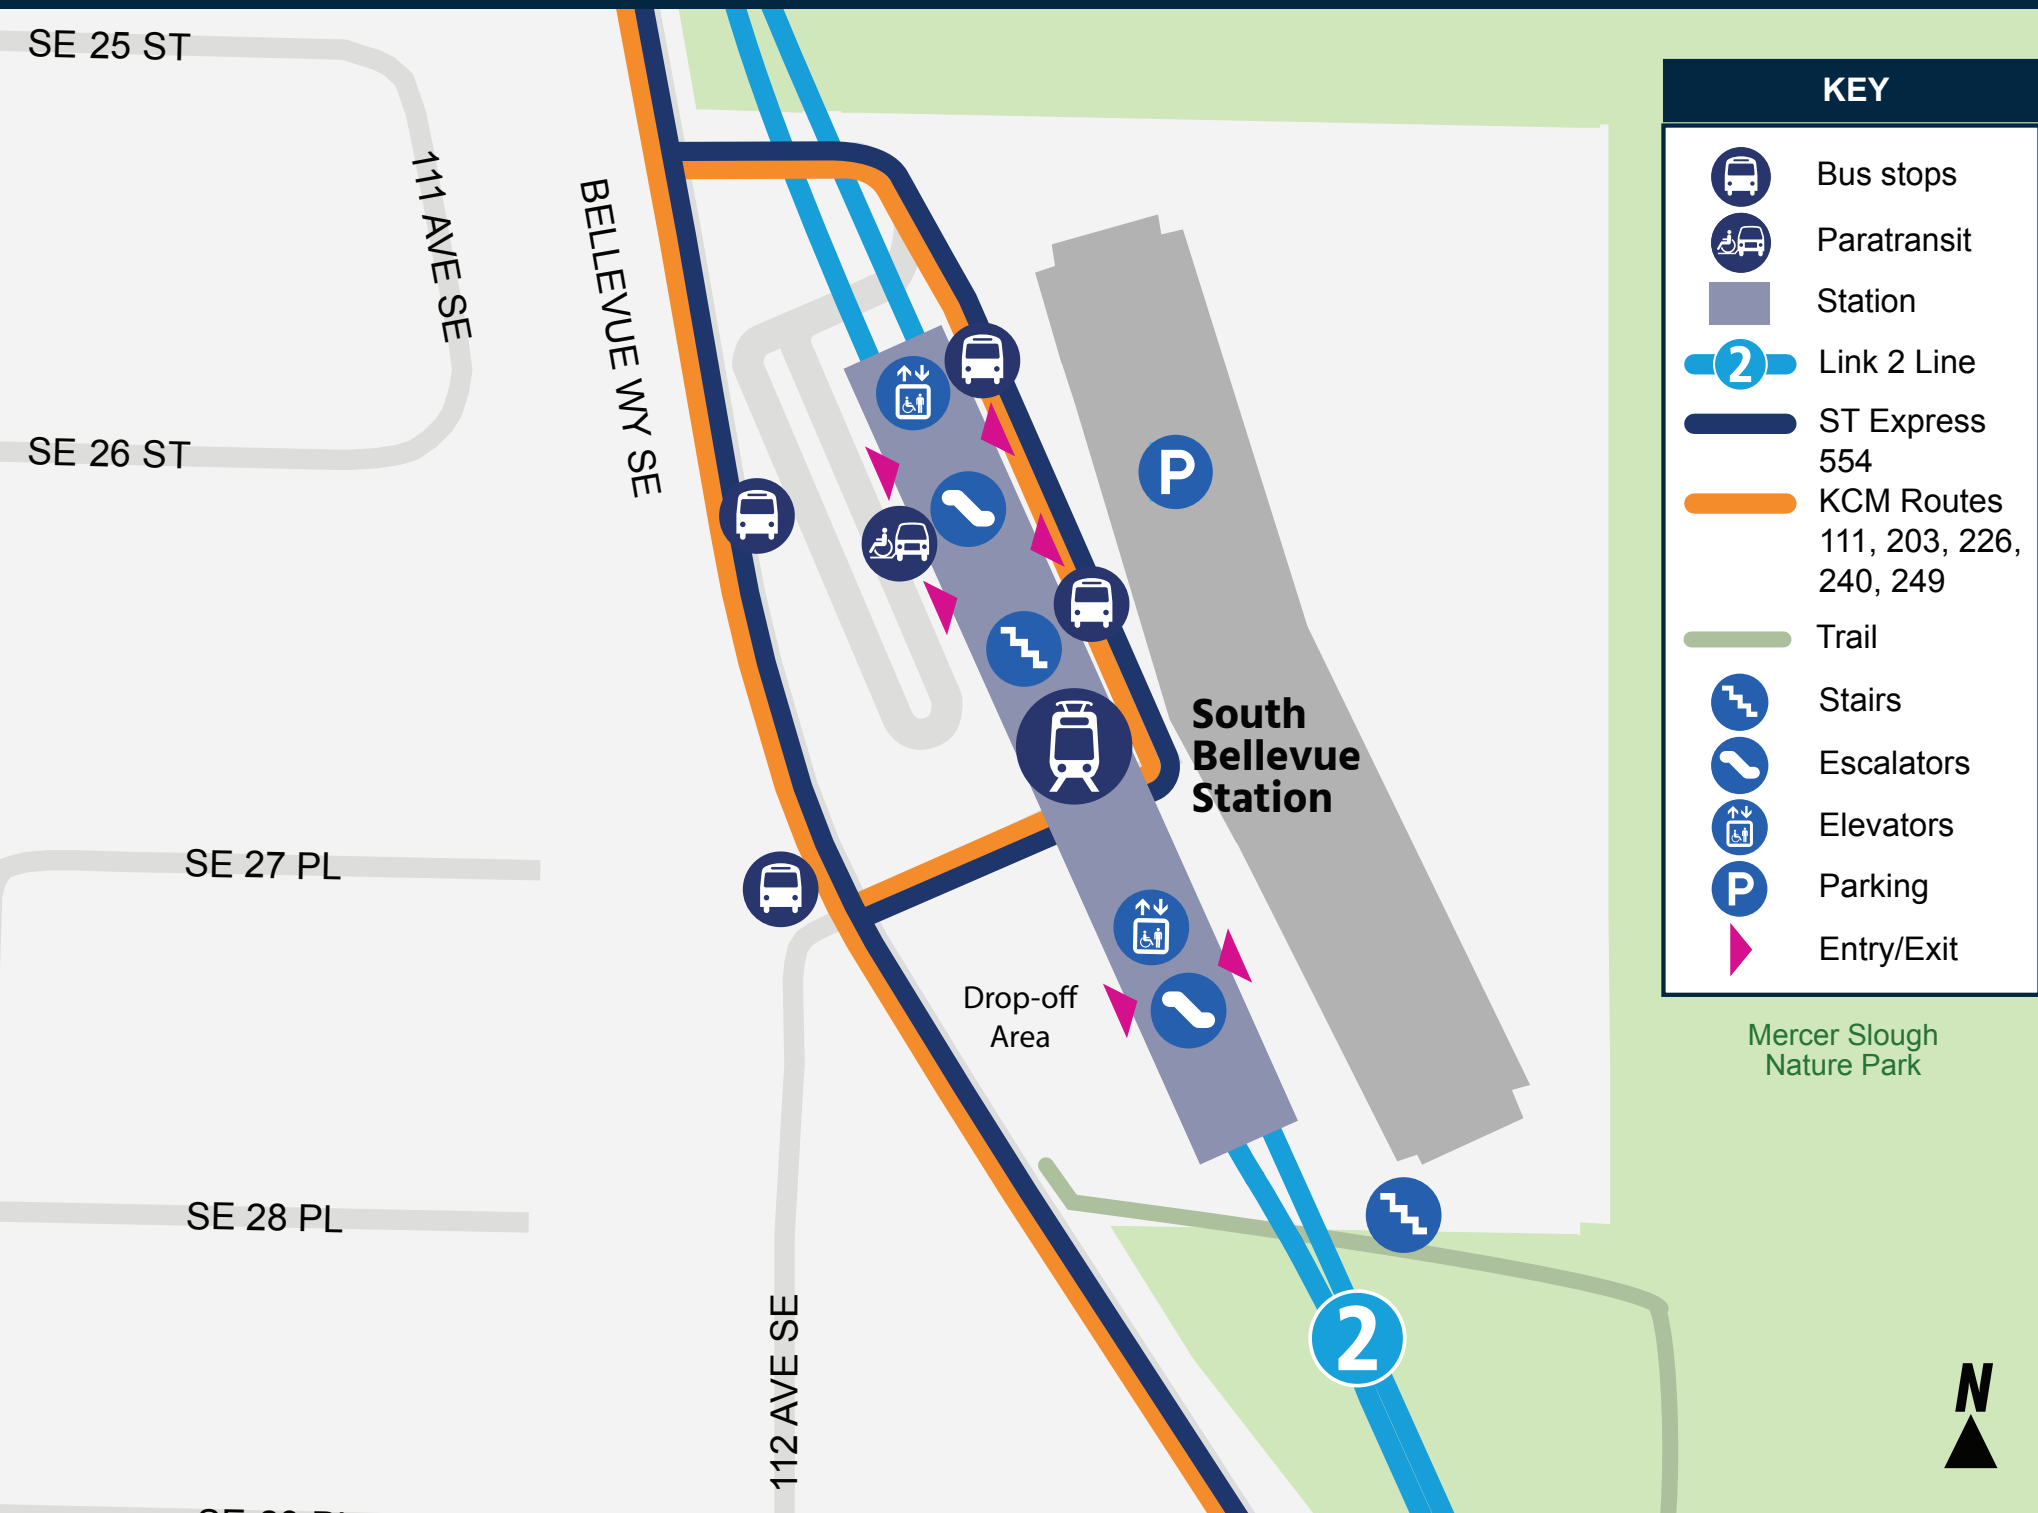 SE 25 ST
111 AVE SE
SE 26 ST
BELLEVUE WY SE
P
South
Bellevue
Station
SE 27 PL
Drop-off
Area
SE 28 PL
112 AVE SE
2
KEY
Bus stops
Paratransit
Station
2
Link 2 Line
ST Express
554
KCM Routes
111, 203, 226,
240, 249
Trail
Stairs
Escalators
Elevators
P
Parking
Entry/Exit
Mercer Slough
Nature Park
N